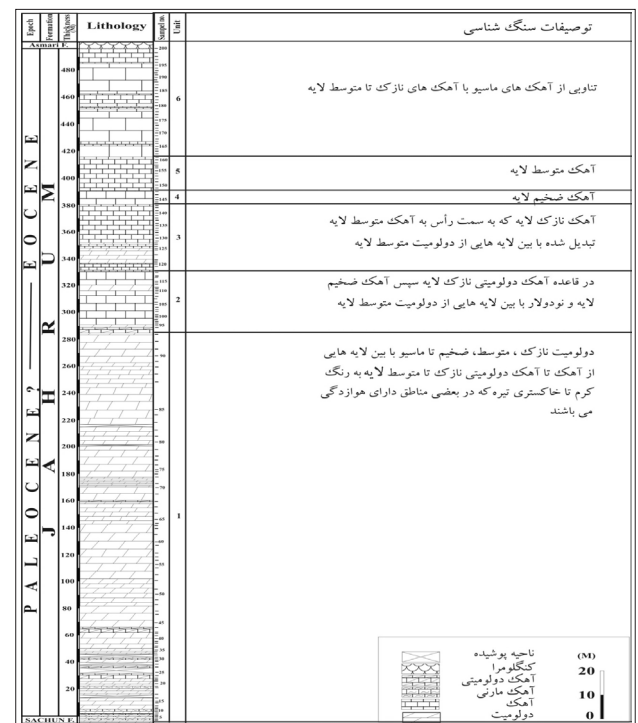 Epoch
Formation
Thickness (M)
Lithology
Sampel no.
Unit
توصیفات سنگ شناسی
Asmari F.
PALEOCENE? — EOCENE
JAHRUM
480
460
440
420
400
380
360
340
320
300
280
260
240
220
200
180
160
140
120
100
80
60
40
20
6
تناوبی از آهک های ماسیو با آهک های نازک تا متوسط لایه
5
آهک متوسط لایه
4
آهک ضخیم لایه
3
آهک نازک لایه که به سمت رأس به آهک متوسط لایه
تبدیل شده با بین لایه هایی از دولومیت متوسط لایه
2
در قاعده آهک دولومیتی نازک لایه سپس آهک ضخیم
لایه و نودولار با بین لایه هایی از دولومیت متوسط لایه
1
دولومیت نازک ، متوسط، ضخیم تا ماسیو با بین لایه هایی
از آهک تا آهک دولومیتی نازک تا متوسط لایه به رنگ
کرم تا خاکستری تیره که در بعضی مناطق دارای هوازدگی
می باشند
SACHUN F.
ناحیه پوشیده
کنگلومرا
آهک دولومیتی
آهک مارنی
آهک
دولومیت
(M)
20
10
0